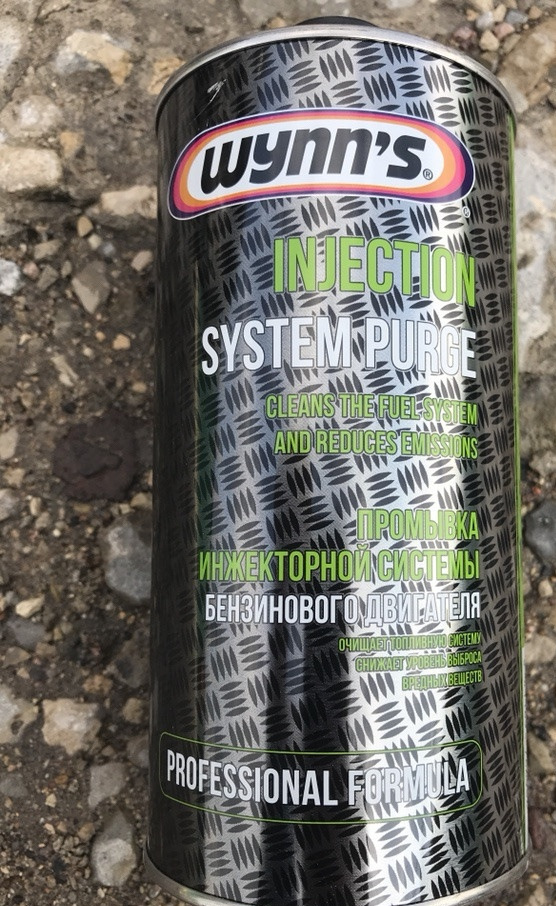 WYNN'S®
®
INJECTION
SYSTEM PURGE
CLEANS THE FUEL SYSTEM
AND REDUCES EMISSIONS
ПРОМЫВКА
ИНЖЕКТОРНОЙ СИСТЕМЫ
БЕНЗИНОВОГО ДВИГАТЕЛЯ
ОЧИЩАЕТ ТОПЛИВНУЮ СИСТЕМУ
СНИЖАЕТ УРОВЕНЬ ВЫБРОСА
ВРЕДНЫХ ВЕЩЕСТВ
PROFESSIONAL FORMULA